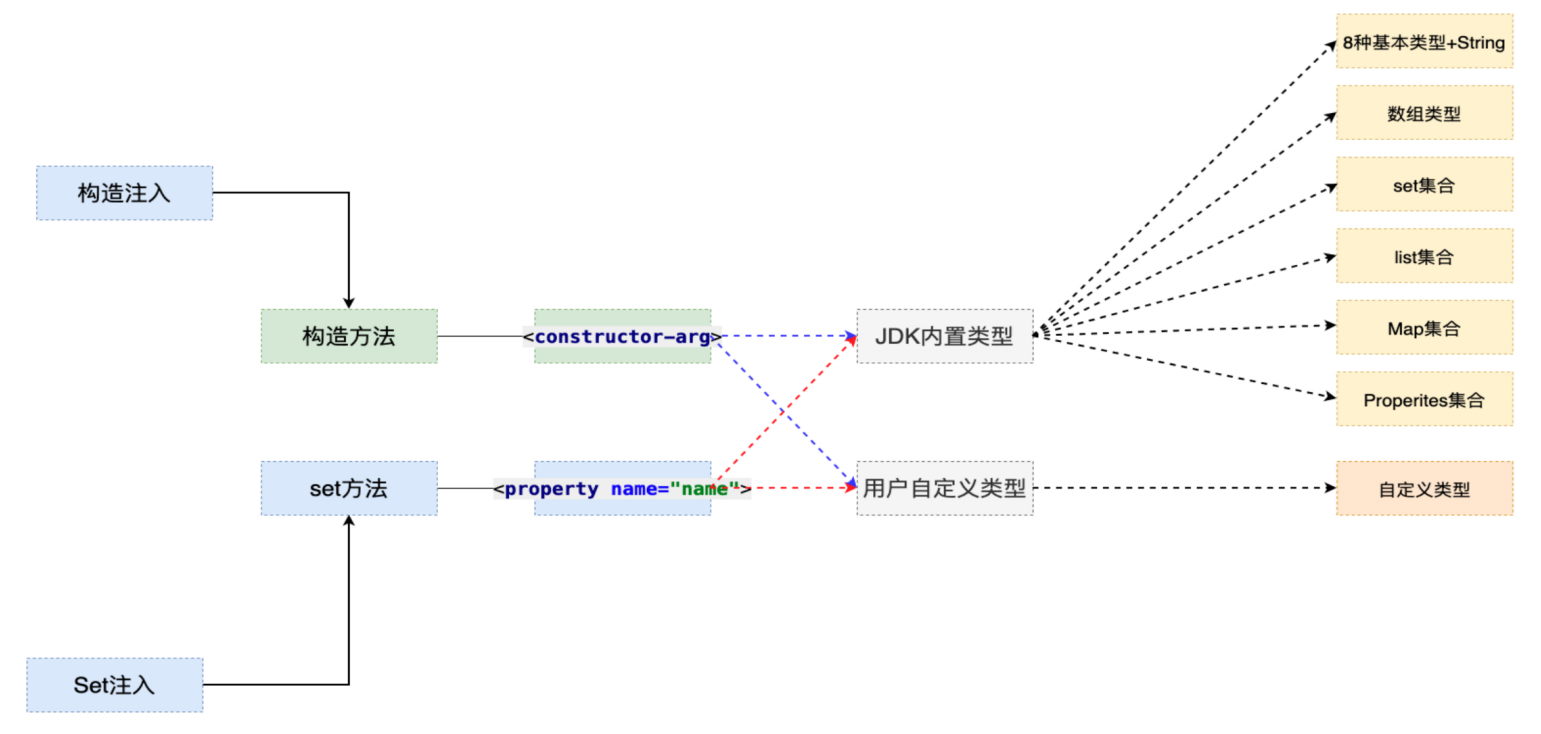 8种基本类型+String
数组类型
set集合
list集合
Map集合
Properites集合
构造注入
构造方法
<constructor-arg>
JDK内置类型
set方法
<property name="name">
用户自定义类型
自定义类型
Set注入